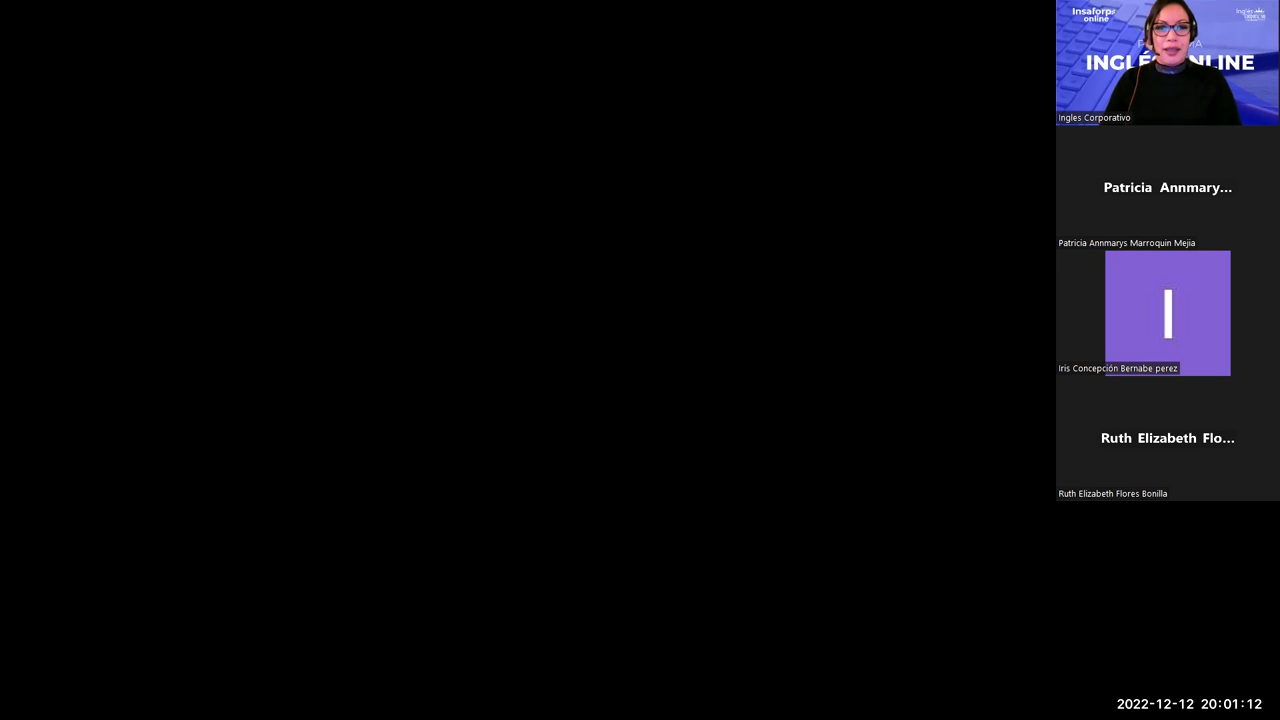 Insaforp
online
INGLÉS ONLINE
Ingles Corporativo
Patricia Annmary...
Patricia Annmarys Marroquin Mejia
I
Iris Concepción Bernabe perez
Ruth Elizabeth Flo...
Ruth Elizabeth Flores Bonilla
2022-12-12 20:01:12